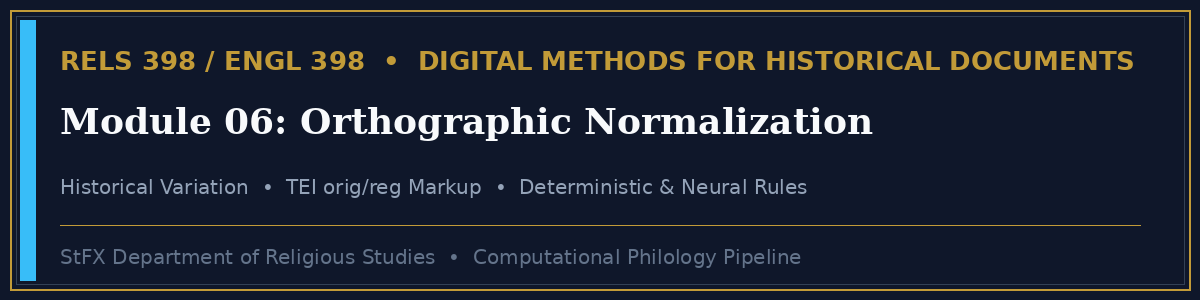 RELS 398 / ENGL 398 • DIGITAL METHODS FOR HISTORICAL DOCUMENTS
Module 06: Orthographic Normalization
Historical Variation • TEI orig/reg Markup • Deterministic & Neural Rules
StFX Department of Religious Studies • Computational Philology Pipeline